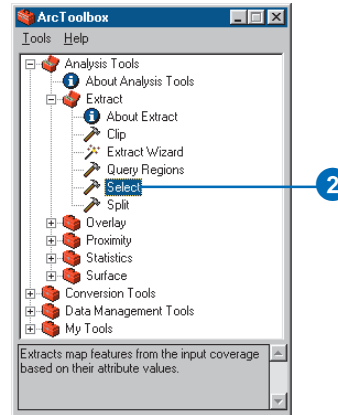 ArcToolbox
Tools Help
Analysis Tools
About Analysis Tools
Extract
About Extract
Clip
Extract Wizard
Query Regions
Select
2
Split
Overlay
Proximity
Statistics
Surface
Conversion Tools
Data Management Tools
My Tools
Extracts map features from the input coverage
based on their attribute values.